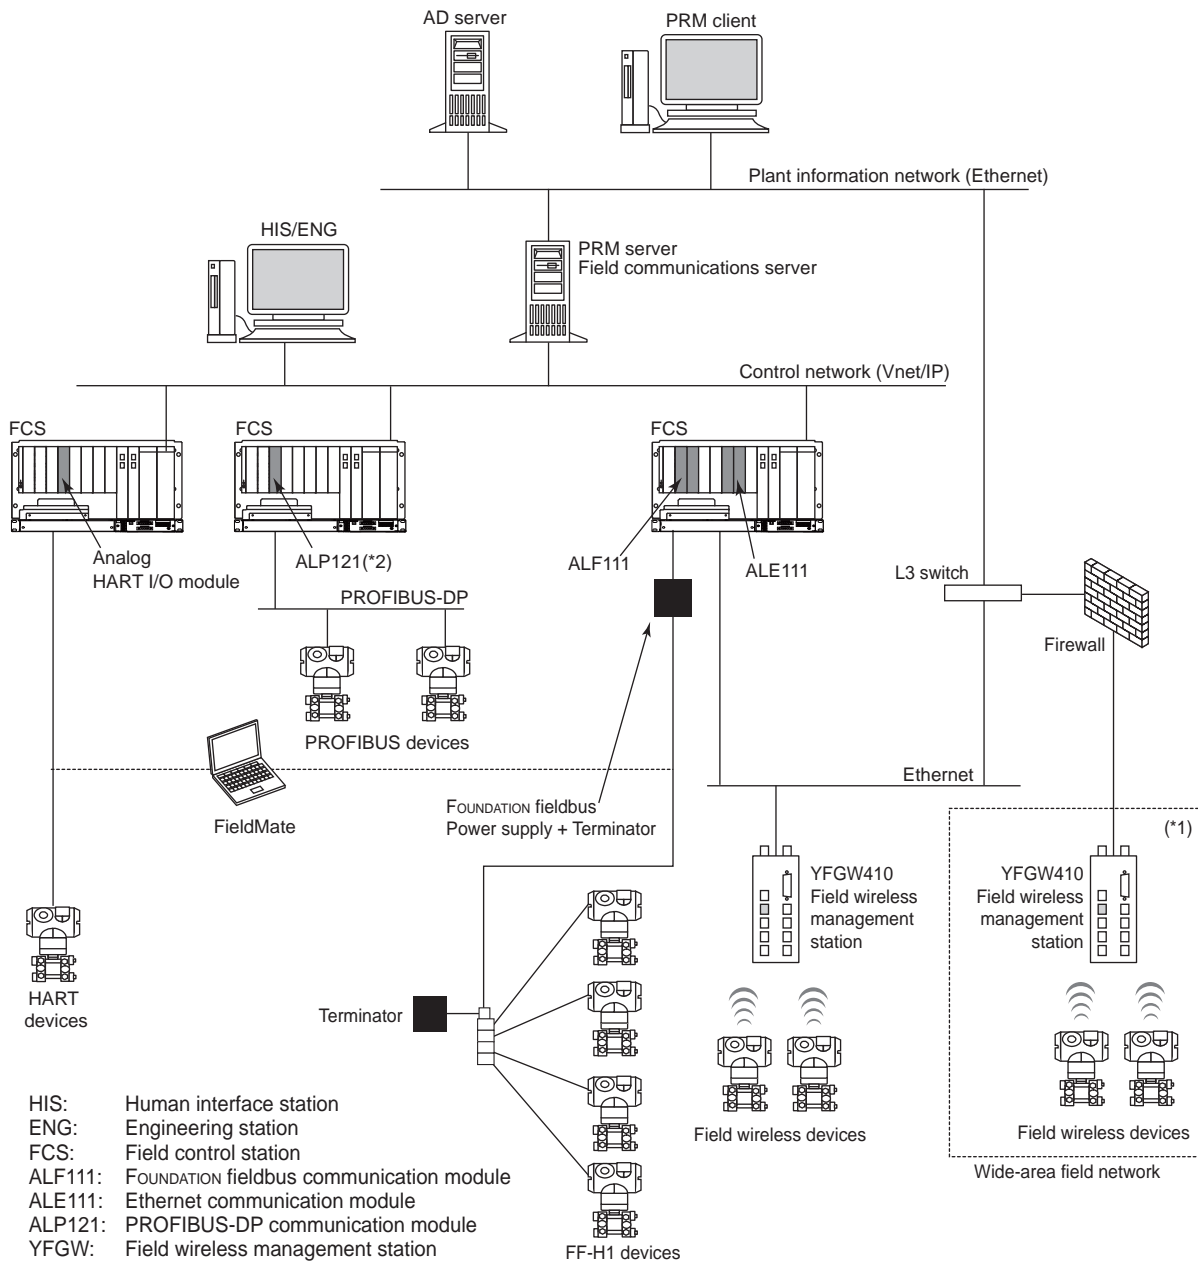 AD server
PRM client
Plant information network (Ethernet)
HIS/ENG
PRM server
Field communications server
Control network (Vnet/IP)
FCS
FCS
FCS
Analog
HART I/O module
ALP121(*2)
ALF111
ALE111
L3 switch
PROFIBUS-DP
Firewall
PROFIBUS devices
Ethernet
FieldMate
FOUNDATION fieldbus
Power supply + Terminator
(*1)
YFGW410
Field wireless
management
station
YFGW410
Field wireless
management
station
HART
devices
Terminator
Field wireless devices
Field wireless devices
Wide-area field network
FF-H1 devices
HIS: Human interface station
ENG: Engineering station
FCS: Field control station
ALF111: FOUNDATION fieldbus communication module
ALE111: Ethernet communication module
ALP121: PROFIBUS-DP communication module
YFGW: Field wireless management station